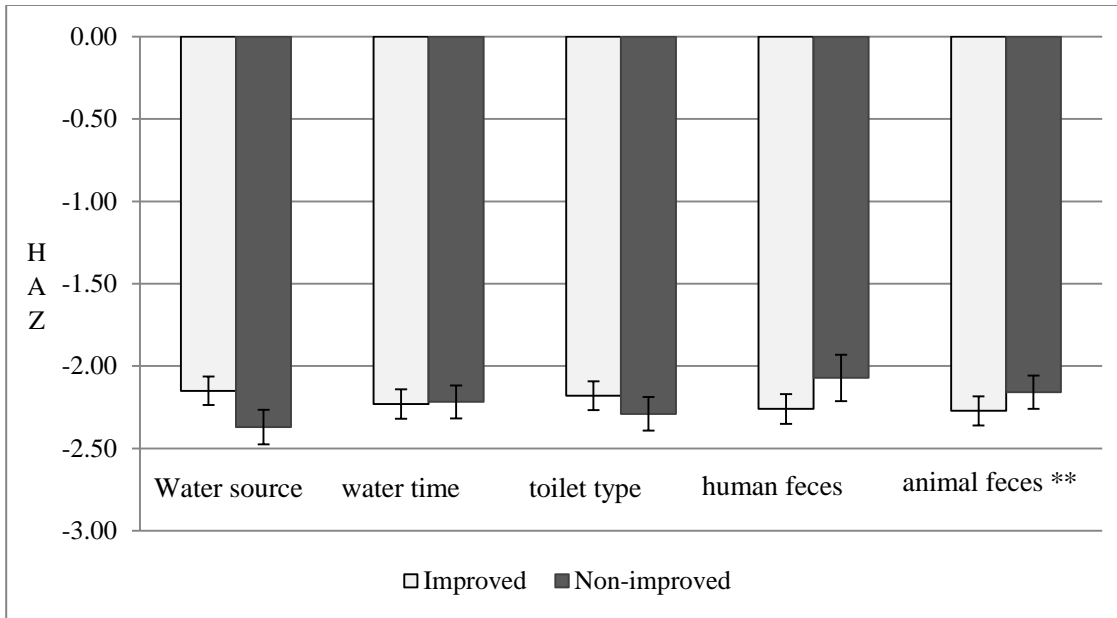 0.00
-0.50
-1.00
-1.50
-2.00
-2.50
-3.00
H
A
Z
Water source
water time
toilet type
human feces
animal feces **
Improved
Non-improved